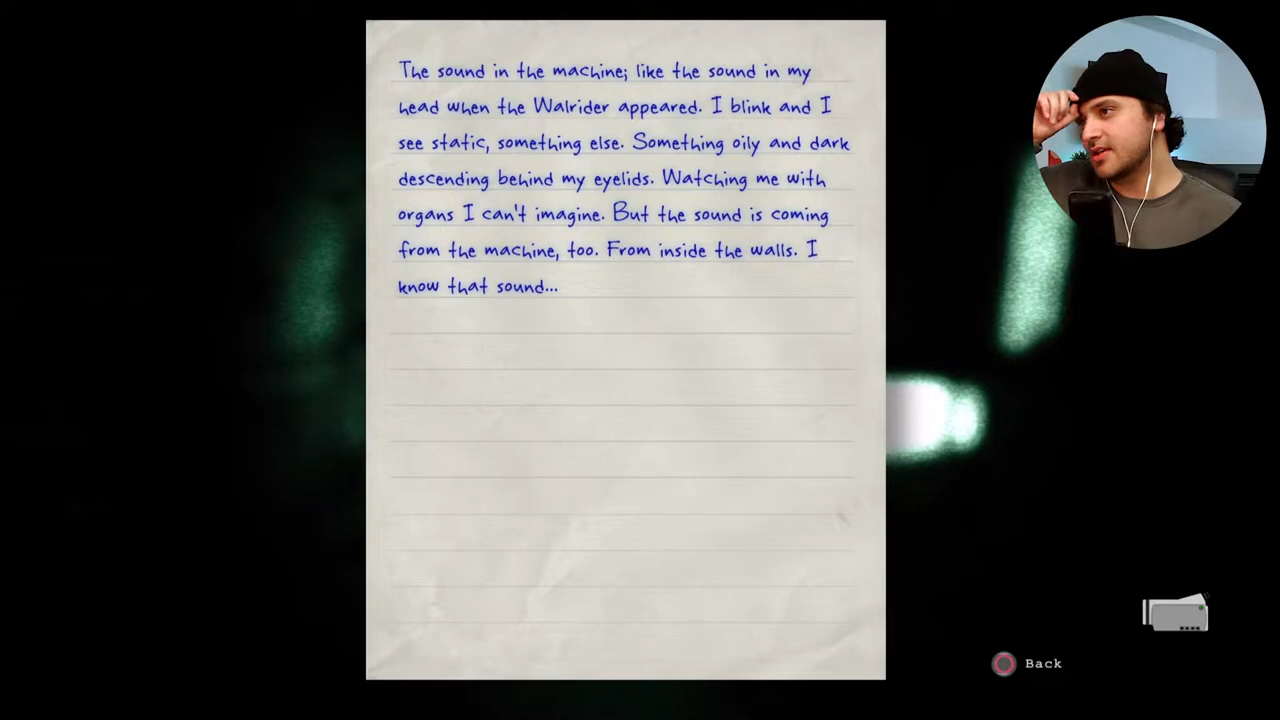 The sound in the machine; like the sound in my
head when the Walrider appeared. I blink and I
see static, something else. Something oily and dark
descending behind my eyelids. Watching me with
organs I can't imagine. But the sound is coming
from the machine, too. From inside the walls. I
know that sound...
Back